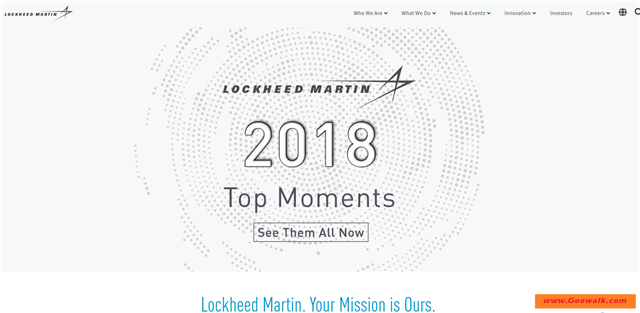 LOCKHEED MARTIN
Who We Are
What We Do
News & Events
Innovation
Investors
Careers
LOCKHEED MARTIN
2018
Top Moments
See Them All Now
Lockheed Martin. Your Mission is Ours.
www.Goowalk.com